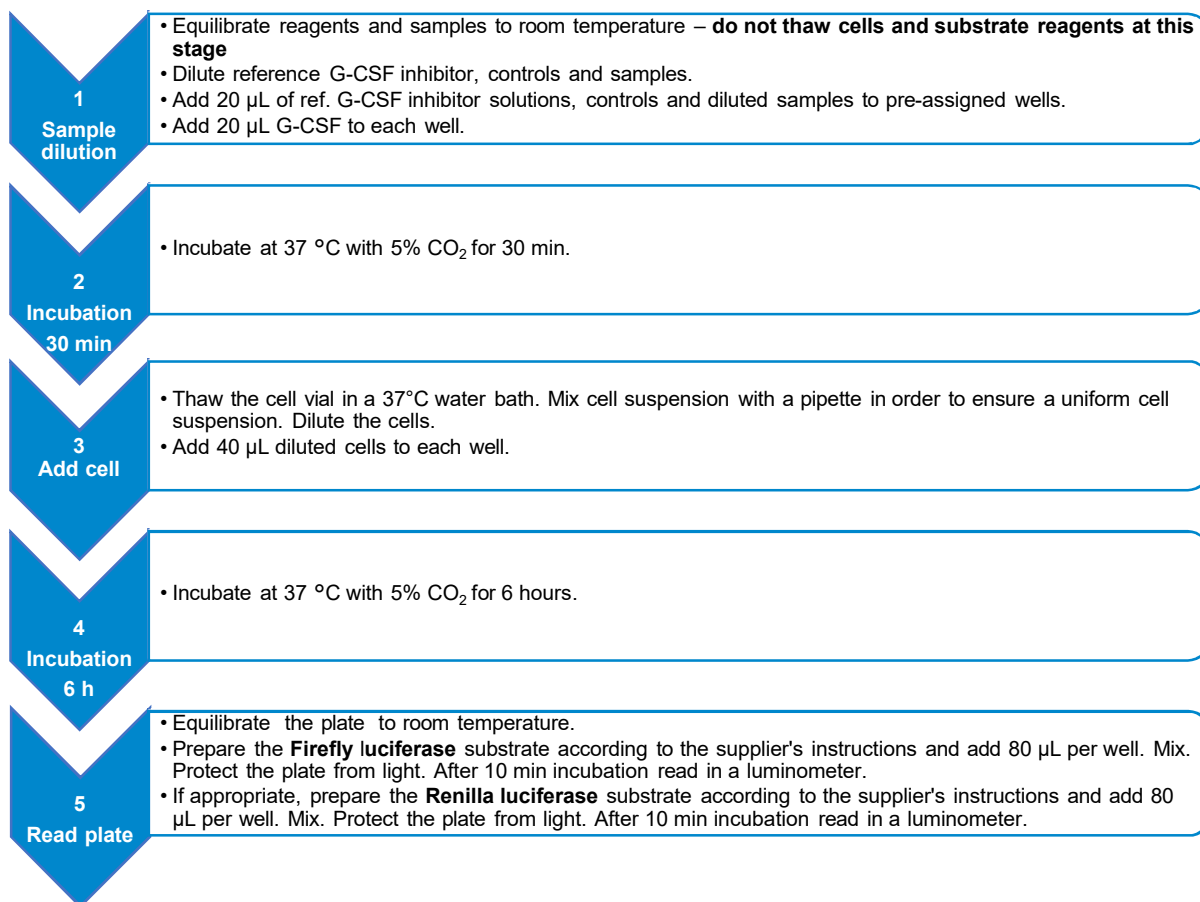 1
Sample
dilution
• Equilibrate reagents and samples to room temperature – do not thaw cells and substrate reagents at this
stage
• Dilute reference G-CSF inhibitor, controls and samples.
• Add 20 µL of ref. G-CSF inhibitor solutions, controls and diluted samples to pre-assigned wells.
• Add 20 µL G-CSF to each well.
2
Incubation
30 min
• Incubate at 37 °C with 5% CO₂ for 30 min.
3
Add cell
• Thaw the cell vial in a 37°C water bath. Mix cell suspension with a pipette in order to ensure a uniform cell
suspension. Dilute the cells.
• Add 40 µL diluted cells to each well.
4
Incubation
6 h
• Incubate at 37 °C with 5% CO₂ for 6 hours.
5
Read plate
• Equilibrate the plate to room temperature.
• Prepare the Firefly luciferase substrate according to the supplier's instructions and add 80 µL per well. Mix.
Protect the plate from light. After 10 min incubation read in a luminometer.
• If appropriate, prepare the Renilla luciferase substrate according to the supplier's instructions and add 80
µL per well. Mix. Protect the plate from light. After 10 min incubation read in a luminometer.